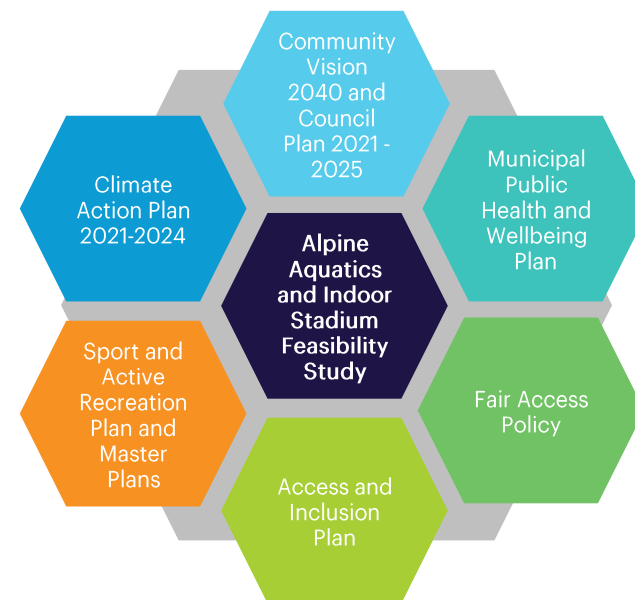 Community
Vision
2040 and
Council
Plan 2021 -
2025
Climate
Action Plan
2021-2024
Municipal
Public
Health and
Wellbeing
Plan
Alpine
Aquatics
and Indoor
Stadium
Feasibility
Study
Sport and
Active
Recreation
Plan and
Master
Plans
Fair Access
Policy
Access and
Inclusion
Plan